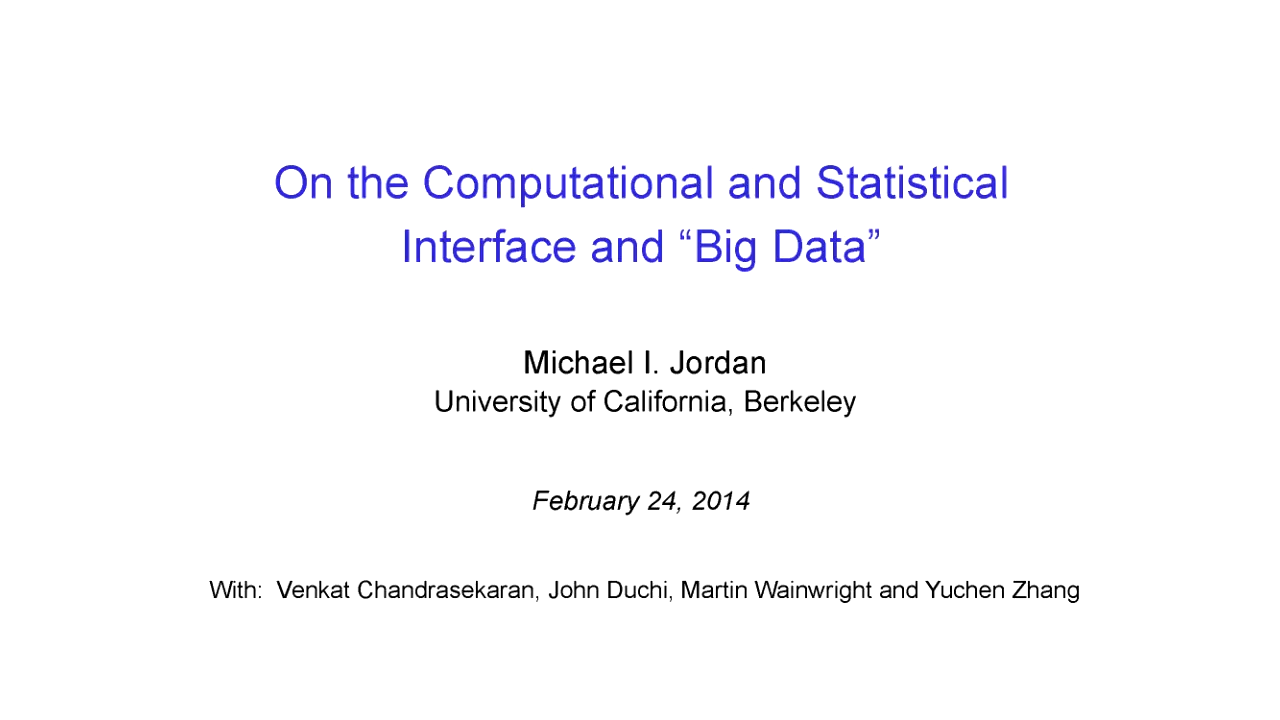 On the Computational and Statistical
Interface and “Big Data”
Michael I. Jordan
University of California, Berkeley
February 24, 2014
With: Venkat Chandrasekaran, John Duchi, Martin Wainwright and Yuchen Zhang